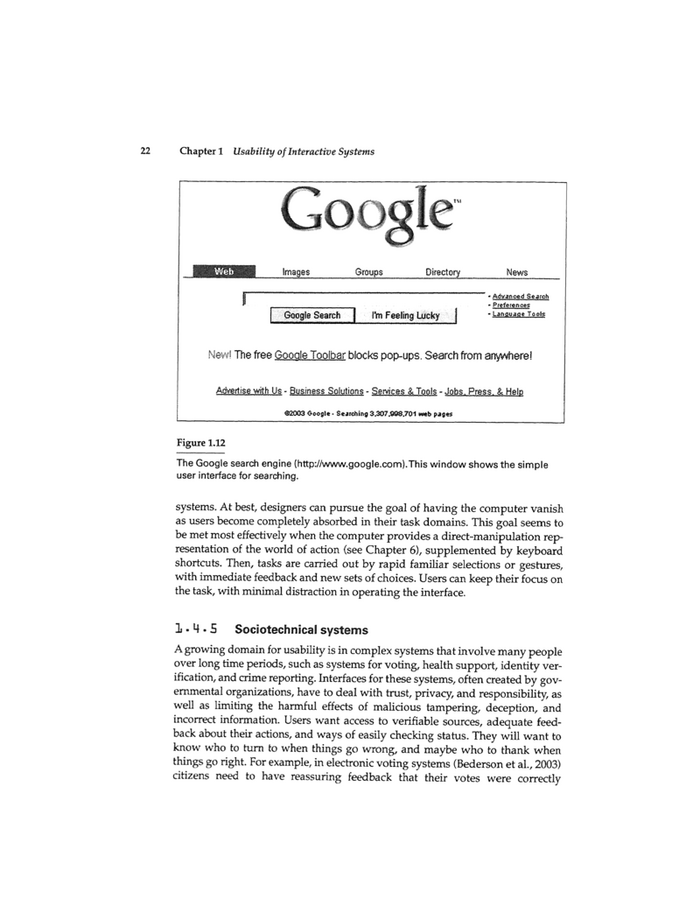 22 Chapter 1 Usability of Interactive Systems
Google™
Web Images Groups Directory News
• Advanced Search
• Preferences
• Language Tools
Google Search I'm Feeling Lucky
New! The free Google Toolbar blocks pop-ups. Search from anywhere!
Advertise with Us - Business Solutions - Services & Tools - Jobs, Press, & Help
©2003 Google - Searching 3,307,998,701 web pages
Figure 1.12
The Google search engine (http://www.google.com). This window shows the simple
user interface for searching.
systems. At best, designers can pursue the goal of having the computer vanish
as users become completely absorbed in their task domains. This goal seems to
be met most effectively when the computer provides a direct-manipulation rep-
resentation of the world of action (see Chapter 6), supplemented by keyboard
shortcuts. Then, tasks are carried out by rapid familiar selections or gestures,
with immediate feedback and new sets of choices. Users can keep their focus on
the task, with minimal distraction in operating the interface.
1.4.5 Sociotechnical systems
A growing domain for usability is in complex systems that involve many people
over long time periods, such as systems for voting, health support, identity ver-
ification, and crime reporting. Interfaces for these systems, often created by gov-
ernmental organizations, have to deal with trust, privacy, and responsibility, as
well as limiting the harmful effects of malicious tampering, deception, and
incorrect information. Users want access to verifiable sources, adequate feed-
back about their actions, and ways of easily checking status. They will want to
know who to turn to when things go wrong, and maybe who to thank when
things go right. For example, in electronic voting systems (Bederson et al., 2003)
citizens need to have reassuring feedback that their votes were correctly